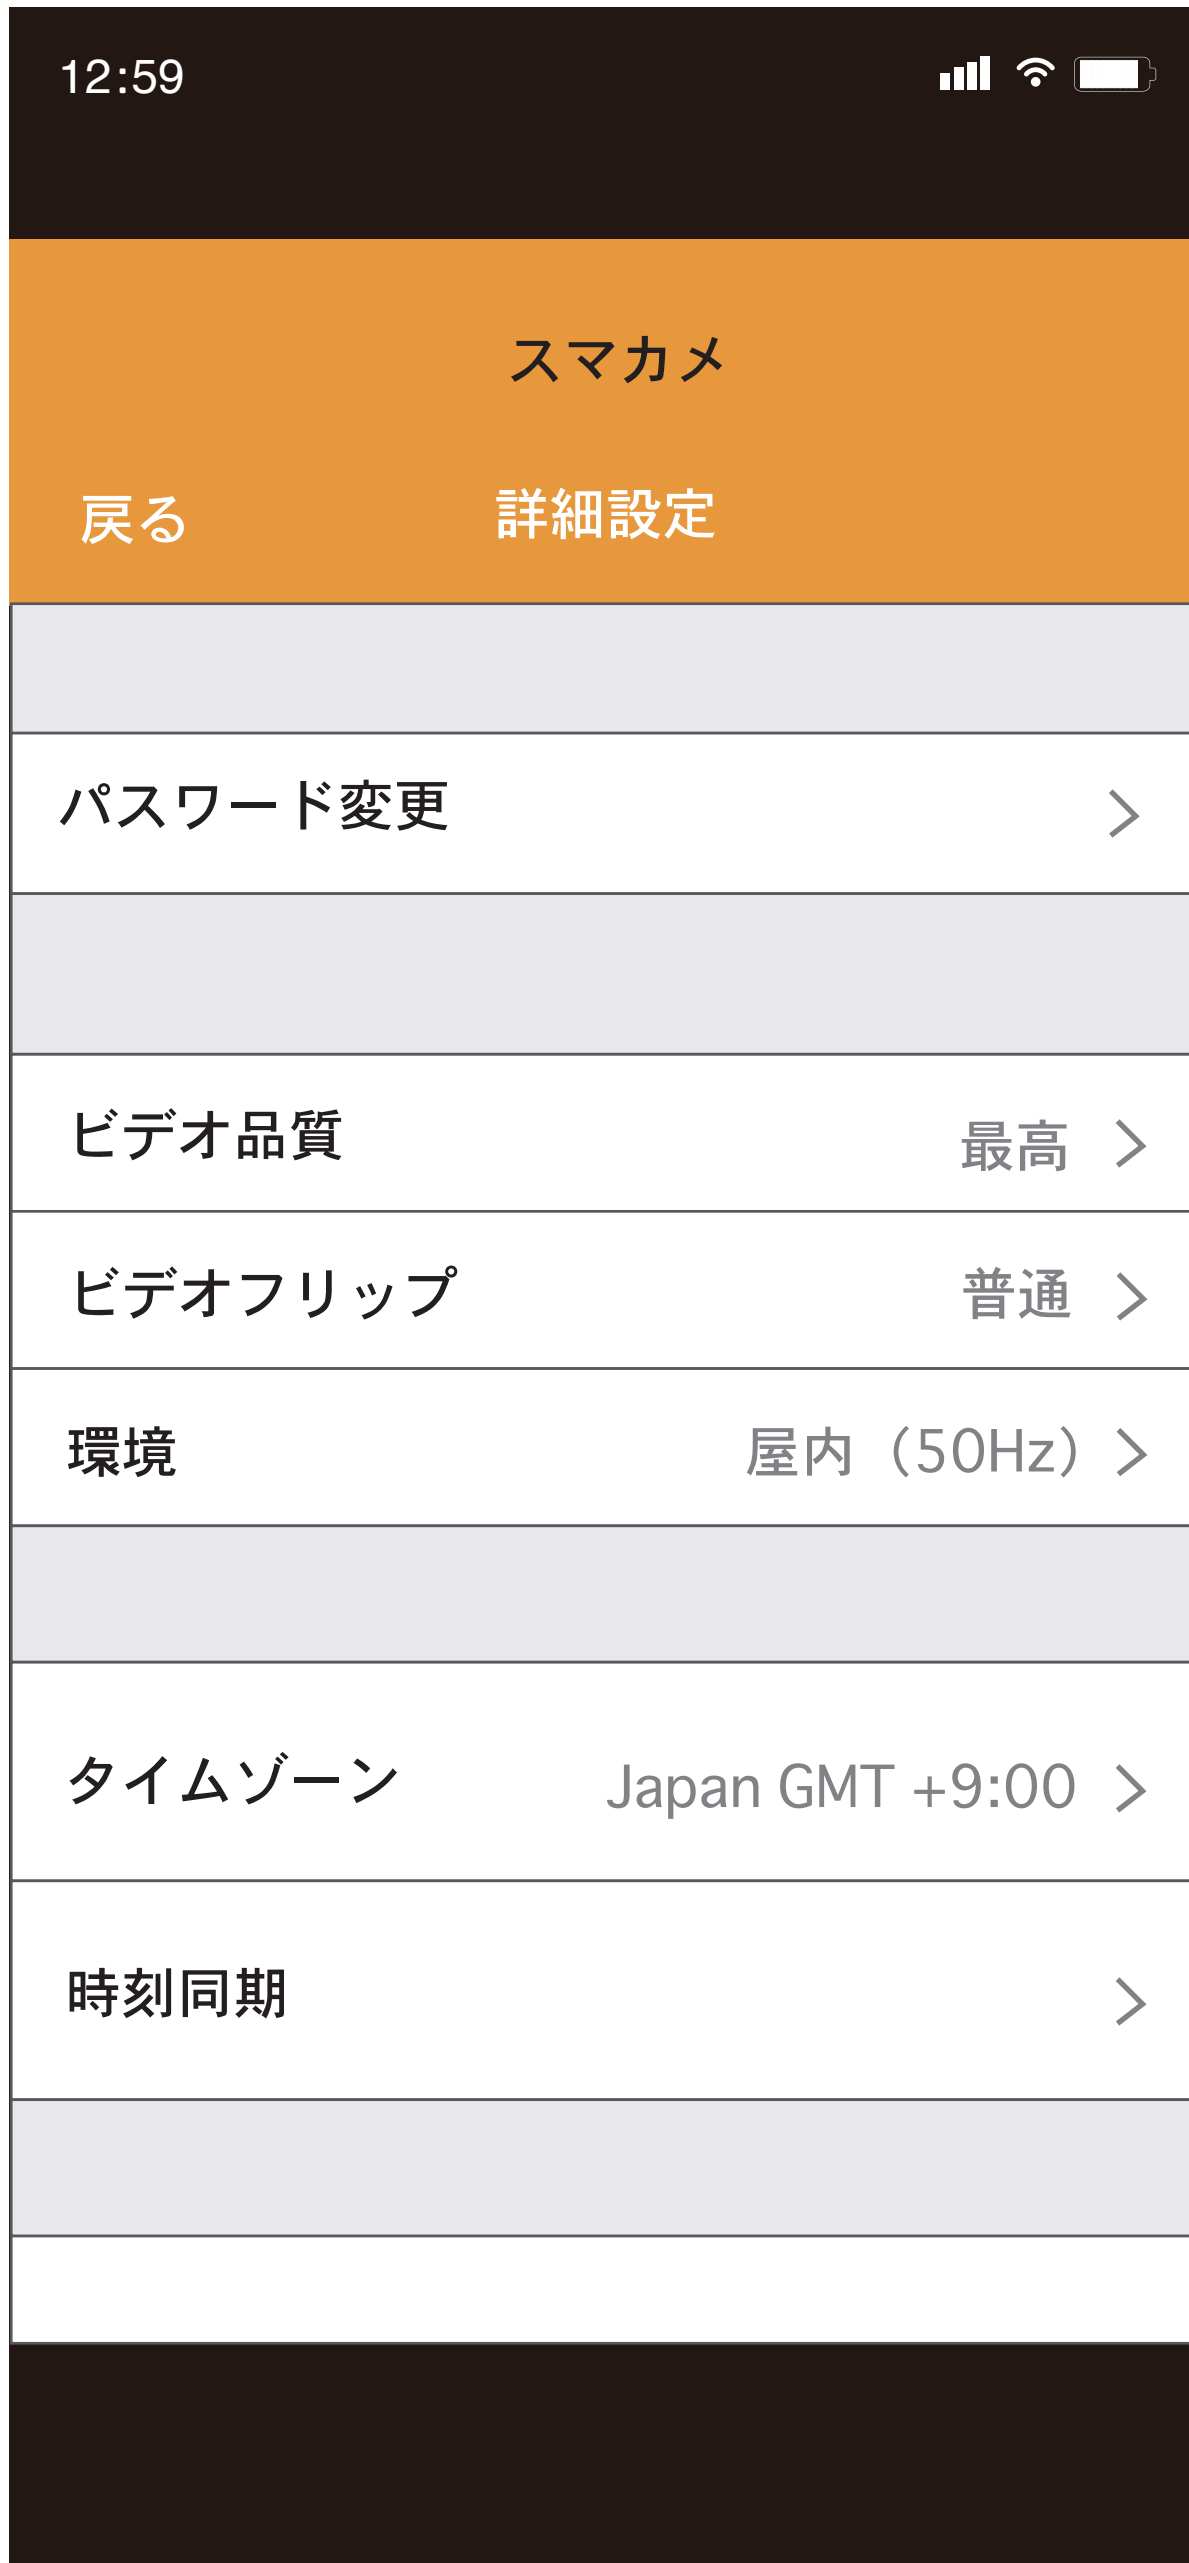 12:59
スマカメ
戻る 詳細設定
パスワード変更
ビデオ品質 最高
ビデオフリップ 普通
環境 屋内（50Hz）
タイムゾーン Japan GMT +9:00
時刻同期